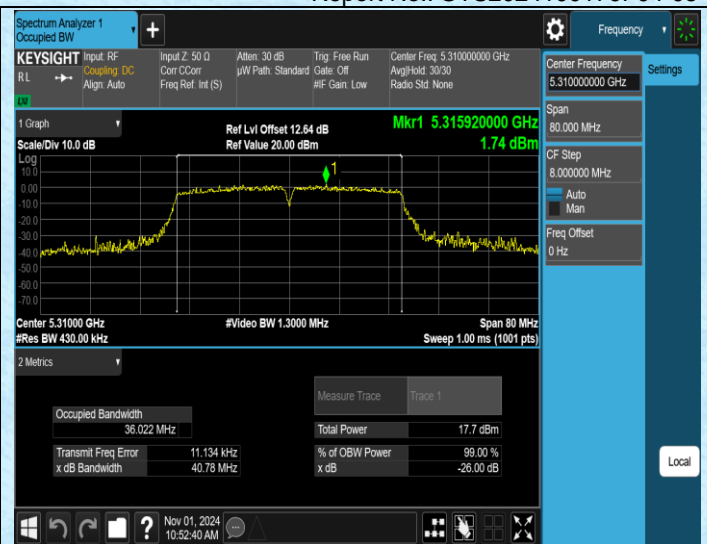 Spectrum Analyzer 1
Occupied BW
+
Frequency
KEYSIGHT
RL
Input: RF
Coupling: DC
Align: Auto
Input Z: 50 Ω
Corr CCorr
Freq Ref: Int (S)
Atten: 30 dB
µW Path: Standard
Trig: Free Run
Gate: Off
#IF Gain: Low
Center Freq: 5.310000000 GHz
Avg|Hold: 30/30
Radio Std: None
LXI
Center Frequency
5.310000000 GHz
Settings
Span
80.000 MHz
CF Step
8.000000 MHz
Auto
Man
Freq Offset
0 Hz
Local
1 Graph
Scale/Div 10.0 dB
Ref Lvl Offset 12.64 dB
Ref Value 20.00 dBm
Mkr1 5.315920000 GHz
1.74 dBm
Log
10.0
0.00
-10.0
-20.0
-30.0
-40.0
-50.0
-60.0
-70.0
1
Center 5.31000 GHz
#Res BW 430.00 kHz
#Video BW 1.3000 MHz
Span 80 MHz
Sweep 1.00 ms (1001 pts)
2 Metrics
Measure Trace
Trace 1
Occupied Bandwidth
36.022 MHz
Total Power
17.7 dBm
Transmit Freq Error
11.134 kHz
% of OBW Power
99.00 %
x dB Bandwidth
40.78 MHz
x dB
-26.00 dB
?
Nov 01, 2024
10:52:40 AM